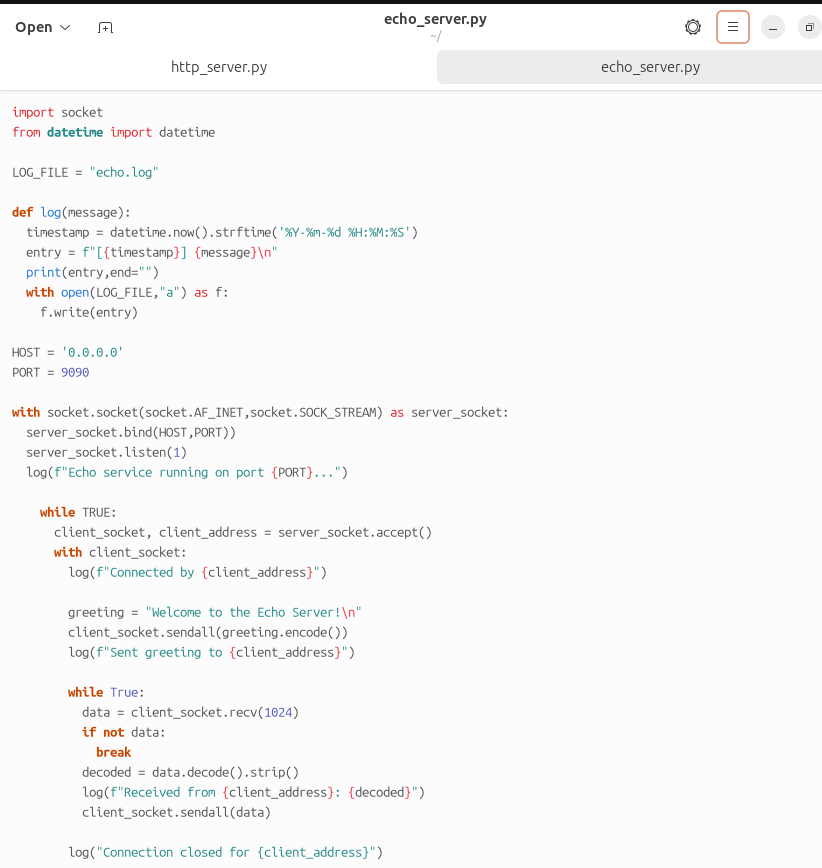 Open
echo_server.py
~/
http_server.py
echo_server.py
import socket
from datetime import datetime
LOG_FILE = "echo.log"
def log(message):
  timestamp = datetime.now().strftime('%Y-%m-%d %H:%M:%S')
  entry = f"[{timestamp}] {message}\n"
  print(entry,end="")
  with open(LOG_FILE,"a") as f:
    f.write(entry)
HOST = '0.0.0.0'
PORT = 9090
with socket.socket(socket.AF_INET,socket.SOCK_STREAM) as server_socket:
  server_socket.bind(HOST,PORT))
  server_socket.listen(1)
  log(f"Echo service running on port {PORT}...")
    while TRUE:
      client_socket, client_address = server_socket.accept()
      with client_socket:
        log(f"Connected by {client_address}")
        greeting = "Welcome to the Echo Server!\n"
        client_socket.sendall(greeting.encode())
        log(f"Sent greeting to {client_address}")
        while True:
          data = client_socket.recv(1024)
          if not data:
            break
          decoded = data.decode().strip()
          log(f"Received from {client_address}: {decoded}")
          client_socket.sendall(data)
        log("Connection closed for {client_address}")